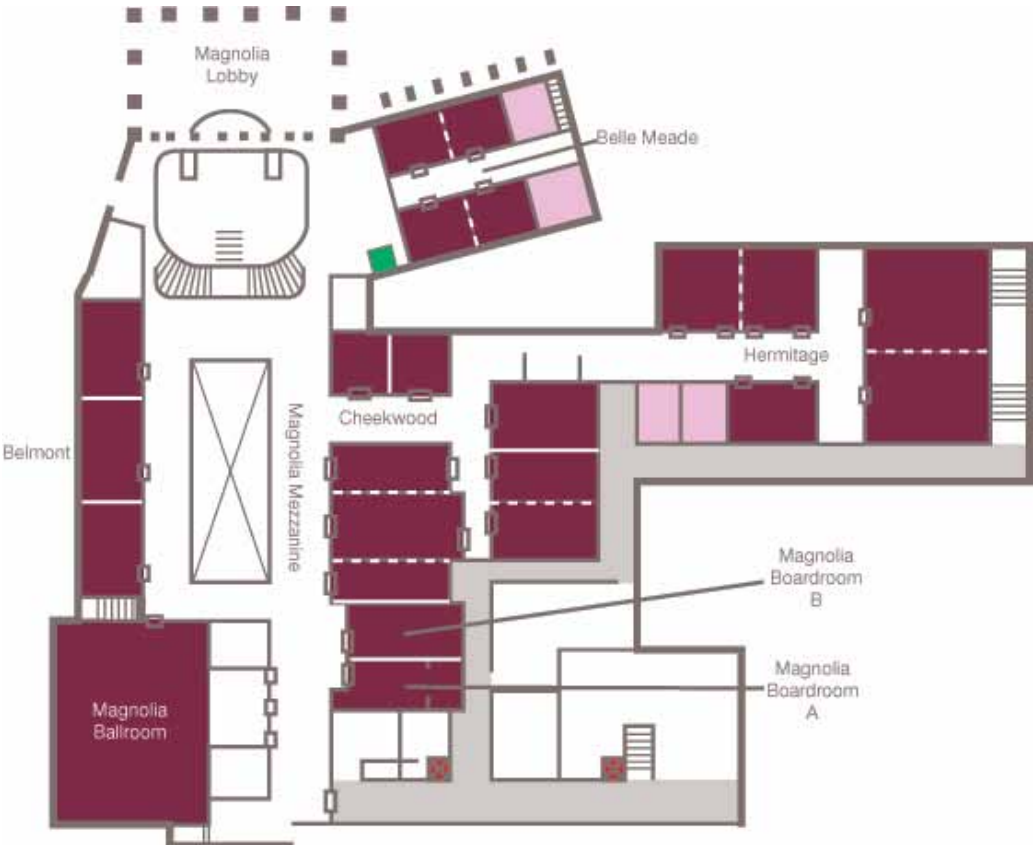 Magnolia
Lobby
Belle Meade
Hermitage
Cheekwood
Magnolia Mezzanine
Belmont
Magnolia
Boardroom
B
Magnolia
Boardroom
A
Magnolia
Ballroom